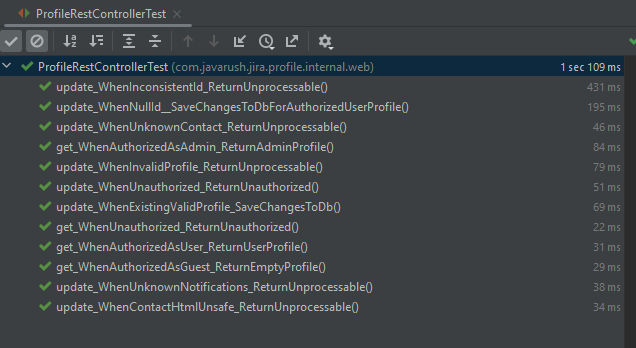 ProfileRestControllerTest
ProfileRestControllerTest (com.javarush.jira.profile.internal.web) 1 sec 109 ms
update_WhenInconsistentId_ReturnUnprocessable() 431 ms
update_WhenNullId__SaveChangesToDbForAuthorizedUserProfile() 195 ms
update_WhenUnknownContact_ReturnUnprocessable() 46 ms
get_WhenAuthorizedAsAdmin_ReturnAdminProfile() 84 ms
update_WhenInvalidProfile_ReturnUnprocessable() 79 ms
update_WhenUnauthorized_ReturnUnauthorized() 51 ms
update_WhenExistingValidProfile_SaveChangesToDb() 69 ms
get_WhenUnauthorized_ReturnUnauthorized() 22 ms
get_WhenAuthorizedAsUser_ReturnUserProfile() 31 ms
get_WhenAuthorizedAsGuest_ReturnEmptyProfile() 29 ms
update_WhenUnknownNotifications_ReturnUnprocessable() 38 ms
update_WhenContactHtmlUnsafe_ReturnUnprocessable() 34 ms